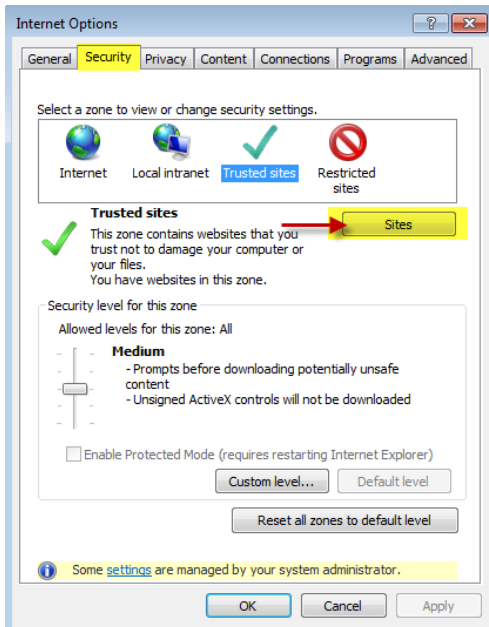 Internet Options
General Security Privacy Content Connections Programs Advanced
Select a zone to view or change security settings.
Internet Local intranet Trusted sites Restricted
sites
Trusted sites
Sites
This zone contains websites that you
trust not to damage your computer or
your files.
You have websites in this zone.
Security level for this zone
Allowed levels for this zone: All
Medium
- Prompts before downloading potentially unsafe
content
- Unsigned ActiveX controls will not be downloaded
Enable Protected Mode (requires restarting Internet Explorer)
Custom level... Default level
Reset all zones to default level
Some settings are managed by your system administrator.
OK Cancel Apply